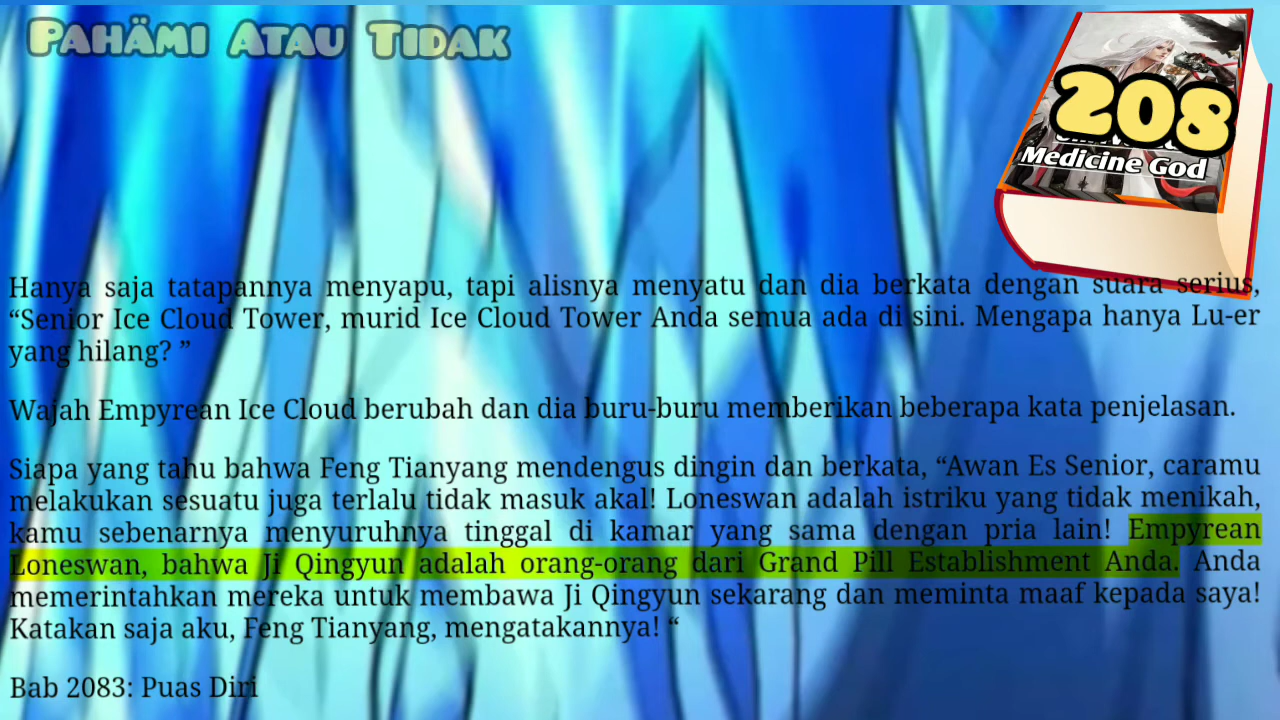 Pahämi Atau Tidak
208
Medicine God
Hanya saja tatapannya menyapu, tapi alisnya menyatu dan dia berkata dengan suara serius,
“Senior Ice Cloud Tower, murid Ice Cloud Tower Anda semua ada di sini. Mengapa hanya Lu-er
yang hilang? ”
Wajah Empyrean Ice Cloud berubah dan dia buru-buru memberikan beberapa kata penjelasan.
Siapa yang tahu bahwa Feng Tianyang mendengus dingin dan berkata, “Awan Es Senior, caramu
melakukan sesuatu juga terlalu tidak masuk akal! Loneswan adalah istriku yang tidak menikah,
kamu sebenarnya menyuruhnya tinggal di kamar yang sama dengan pria lain! Empyrean
Loneswan, bahwa Ji Qingyun adalah orang-orang dari Grand Pill Establishment Anda. Anda
memerintahkan mereka untuk membawa Ji Qingyun sekarang dan meminta maaf kepada saya!
Katakan saja aku, Feng Tianyang, mengatakannya! “
Bab 2083: Puas Diri